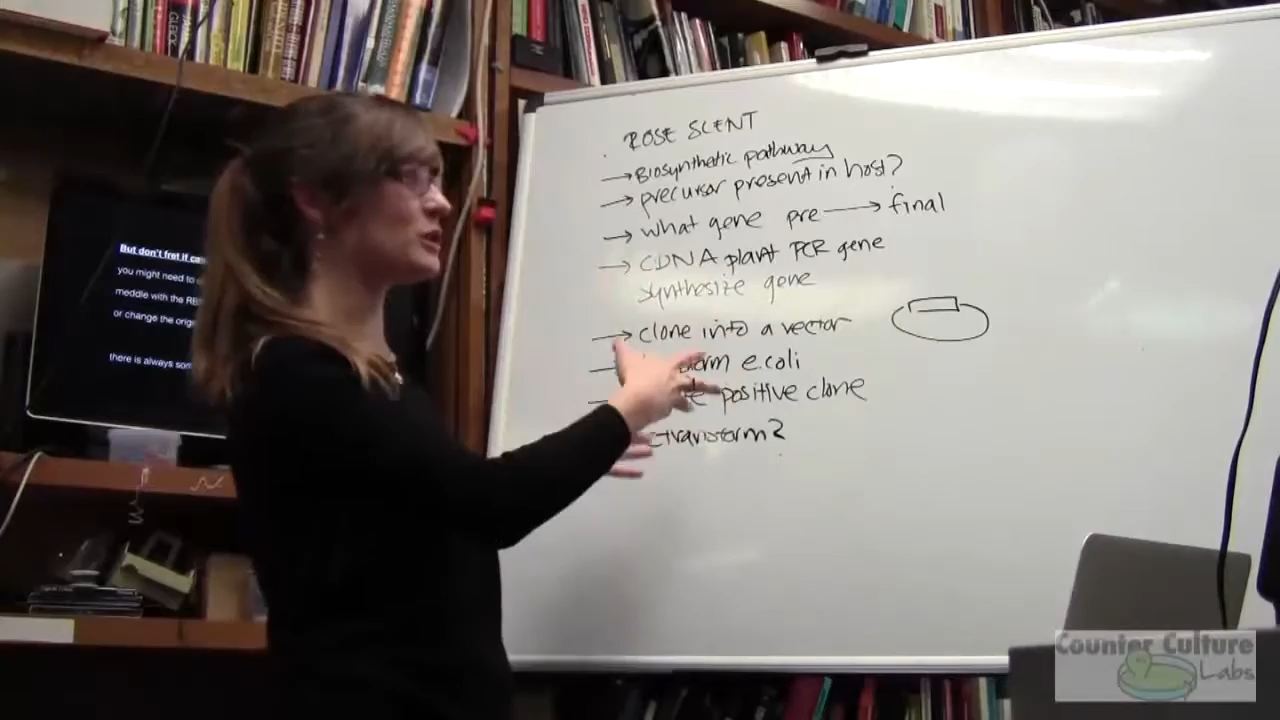 ROSE SCENT
→ Biosynthetic pathway
→ precursor present in host?
→ what gene pre → final
→ CDNA plant PCR gene
synthesize gene
→ clone into a vector
e.coli
positive clone
But don't fret if
you might need to
meddle with the
or change the
there is always
Counter Culture
Labs